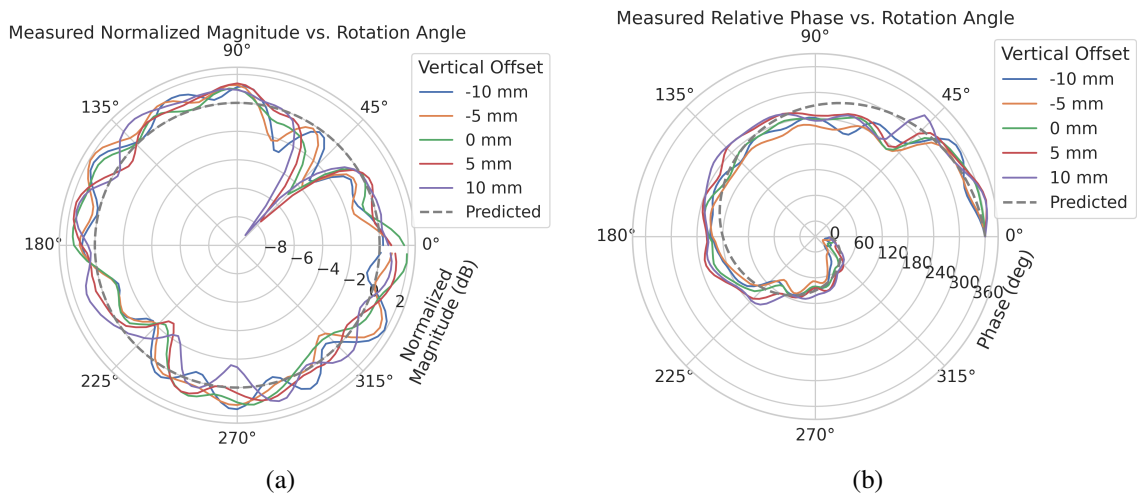 Measured Normalized Magnitude vs. Rotation Angle
90°
135°
45°
180°
0°
225°
315°
270°
−8
−6
−4
−2
0
2
Normalized
Magnitude (dB)
Vertical Offset
-10 mm
-5 mm
0 mm
5 mm
10 mm
Predicted
(a)
Measured Relative Phase vs. Rotation Angle
90°
135°
45°
180°
0°
225°
315°
270°
0
60
120
180
240
300
360
Phase (deg)
Vertical Offset
-10 mm
-5 mm
0 mm
5 mm
10 mm
Predicted
(b)